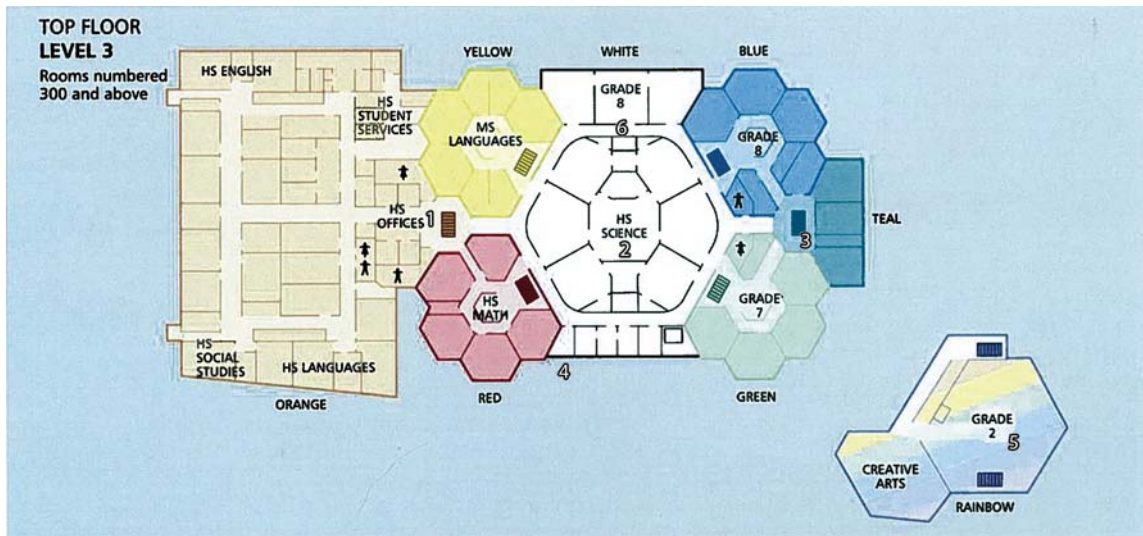 TOP FLOOR
LEVEL 3
Rooms numbered
300 and above
YELLOW
WHITE
BLUE
HS ENGLISH
HS
STUDENT
SERVICES
MS
LANGUAGES
GRADE
8
6
GRADE
8
HS
OFFICES
1
HS
SCIENCE
2
3
TEAL
HS
MATH
GRADE
7
HS
SOCIAL
STUDIES
HS LANGUAGES
4
ORANGE
RED
GREEN
GRADE
2
5
CREATIVE
ARTS
RAINBOW